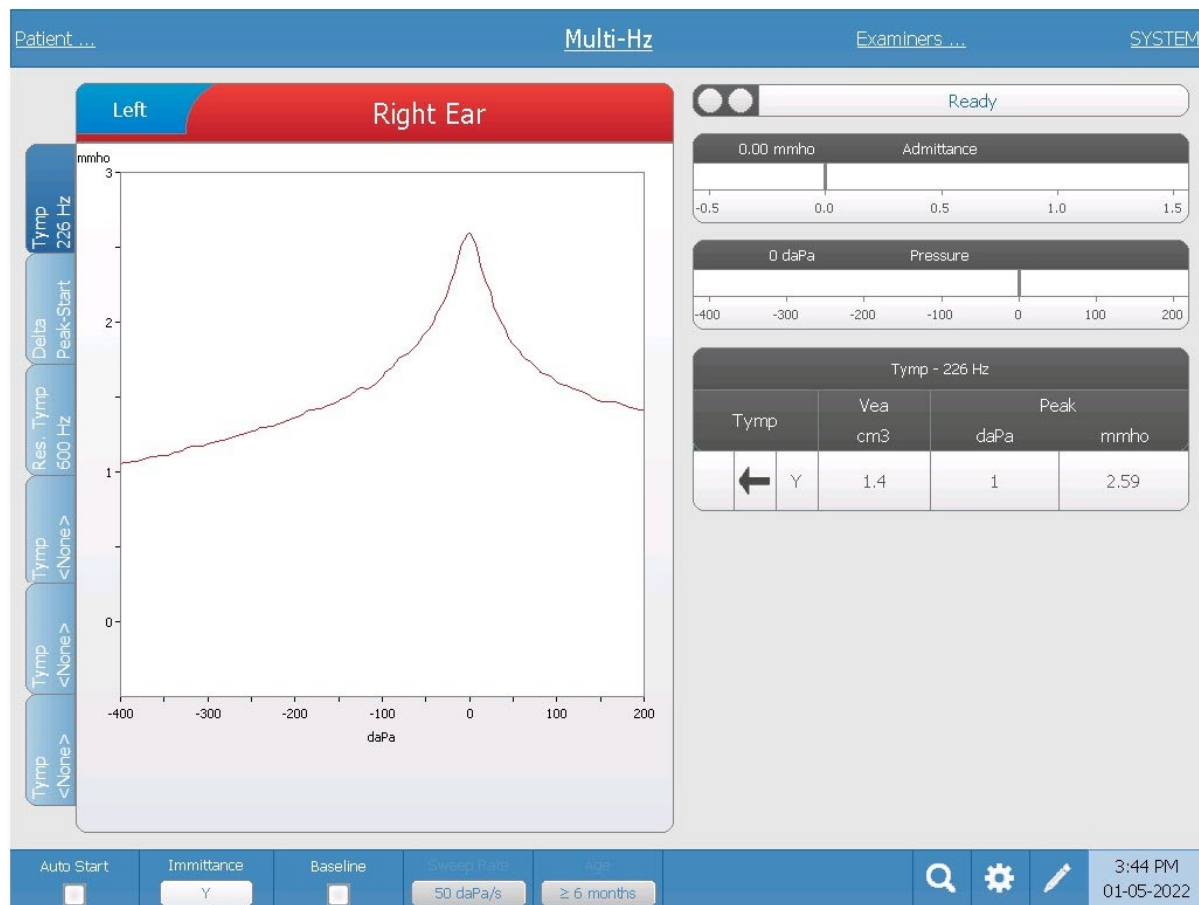 Patient ...
Multi-Hz
Examiners ...
SYSTEM
Left
Right Ear
Tymp
226 Hz
Delta
Peak-Start
Res. Tymp
600 Hz
Tymp
<None>
Tymp
<None>
Tymp
<None>
mmho
3
2
1
0
-400 -300 -200 -100 0 100 200
daPa
Ready
0.00 mmho Admittance
-0.5 0.0 0.5 1.0 1.5
0 daPa Pressure
-400 -300 -200 -100 0 100 200
Tymp - 226 Hz
Tymp Vea Peak
cm3 daPa mmho
Y 1.4 1 2.59
Auto Start
Immittance
Y
Baseline
Sweep Rate
50 daPa/s
Age
≥ 6 months
3:44 PM
01-05-2022